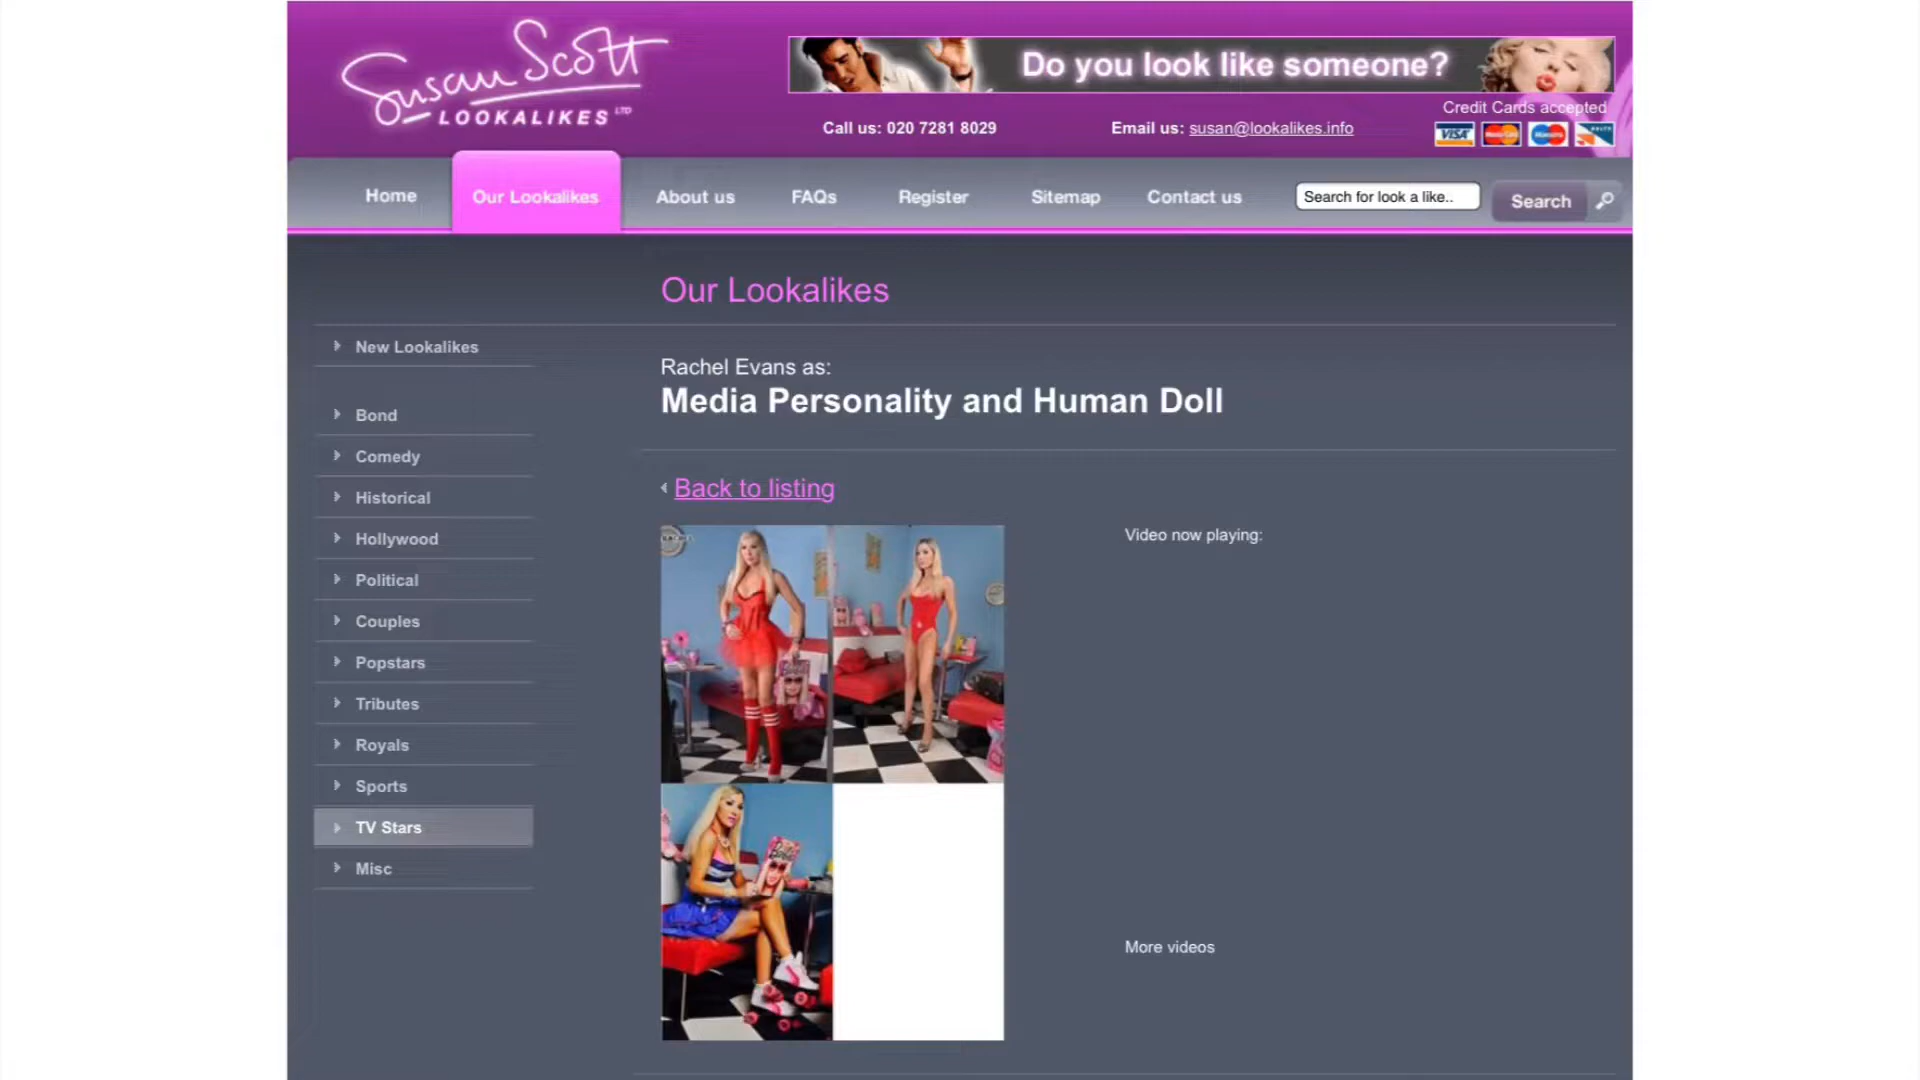 Susan Scott
LOOKALIKES LTD
Do you look like someone?
Credit Cards accepted
Call us: 020 7281 8029
Email us: susan@lookalikes.info
VISA
Home
Our Lookalikes
About us
FAQs
Register
Sitemap
Contact us
Search for look a like..
Search
Our Lookalikes
New Lookalikes
Bond
Comedy
Historical
Hollywood
Political
Couples
Popstars
Tributes
Royals
Sports
TV Stars
Misc
Rachel Evans as:
Media Personality and Human Doll
Back to listing
Video now playing:
More videos